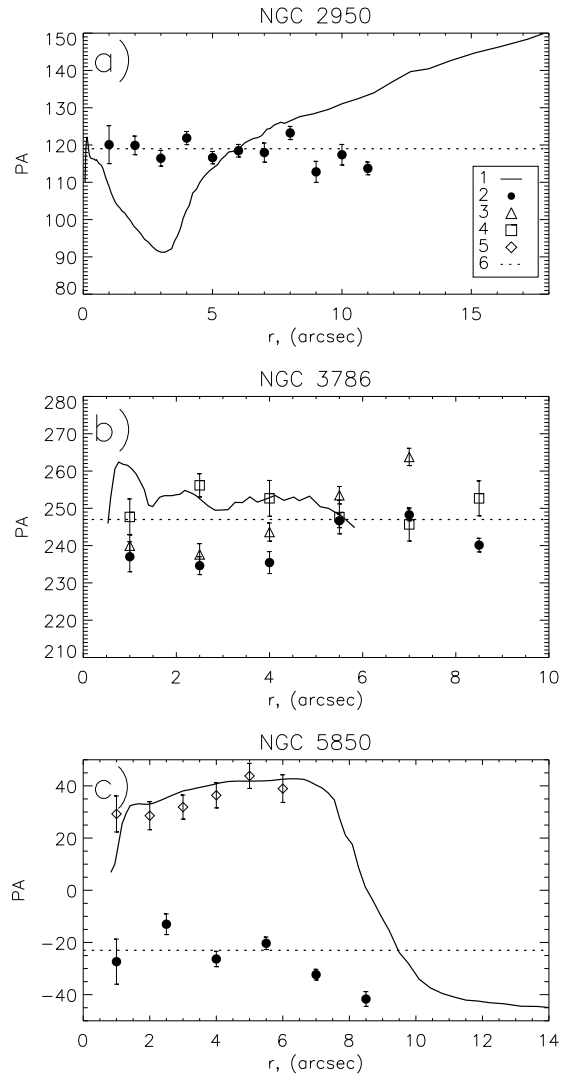 NGC 2950
a)
150
140
130
120
110
100
90
80
PA
1
2
3
4
5
6
0 5 10 15
r, (arcsec)
NGC 3786
b)
280
270
260
250
240
230
220
210
PA
0 2 4 6 8 10
r, (arcsec)
NGC 5850
c)
40
20
0
−20
−40
PA
0 2 4 6 8 10 12 14
r, (arcsec)